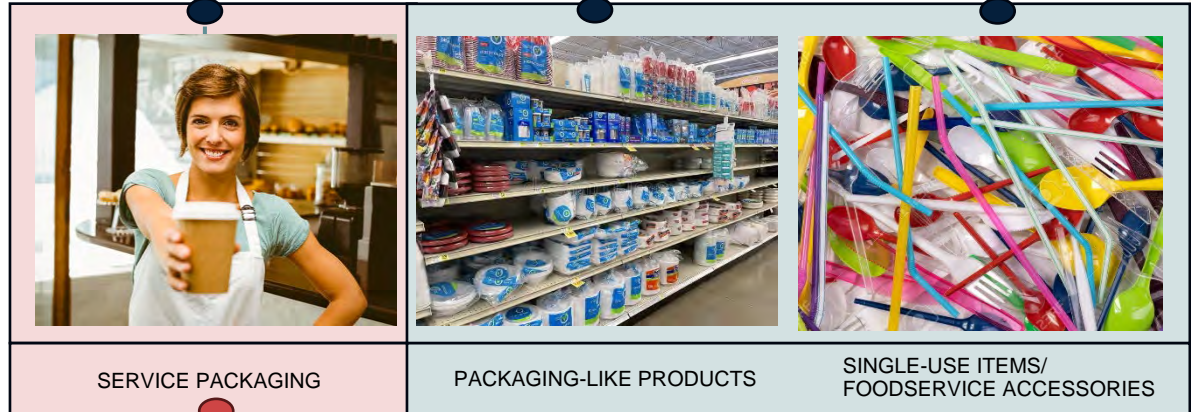 SERVICE PACKAGING
PACKAGING-LIKE PRODUCTS
SINGLE-USE ITEMS/
FOODSERVICE ACCESSORIES